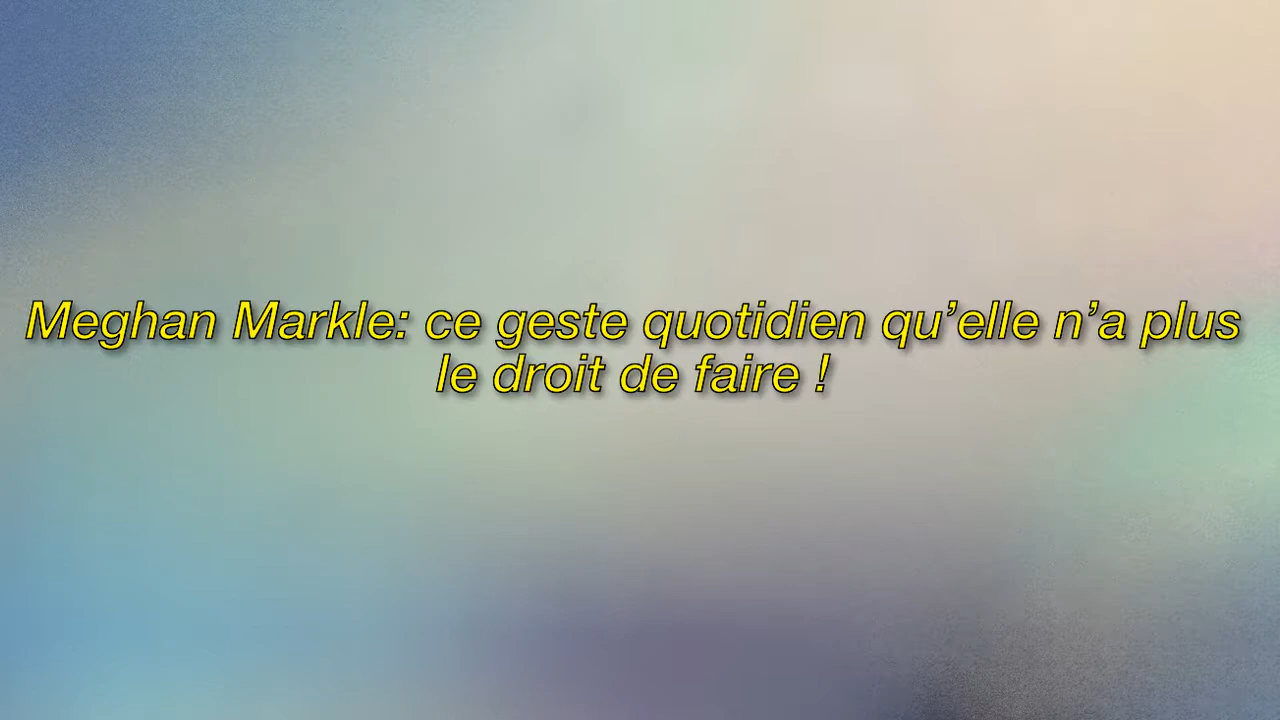 Meghan Markle: ce geste quotidien qu’elle n’a plus
le droit de faire !